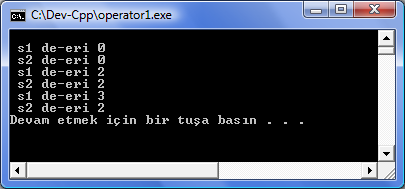 C:\Dev-Cpp\operator1.exe
s1 de-eri 0
s2 de-eri 0
s1 de-eri 2
s2 de-eri 2
s1 de-eri 3
s2 de-eri 2
Devam etmek için bir tuşa basın . . .